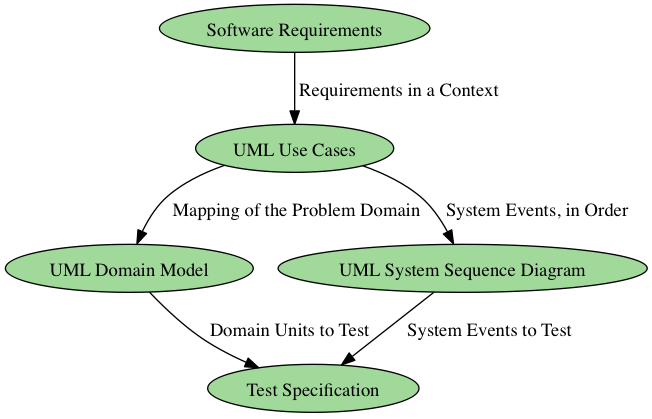 Software Requirements
Requirements in a Context
UML Use Cases
Mapping of the Problem Domain
System Events, in Order
UML Domain Model
UML System Sequence Diagram
Domain Units to Test
System Events to Test
Test Specification